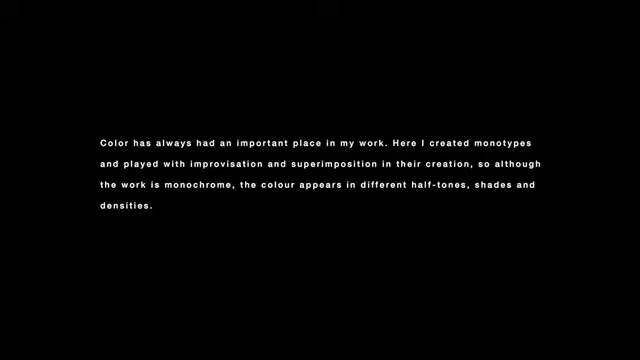 Color has always had an important place in my work. Here I created monotypes
and played with improvisation and superimposition in their creation, so although
the work is monochrome, the colour appears in different half-tones, shades and
densities.